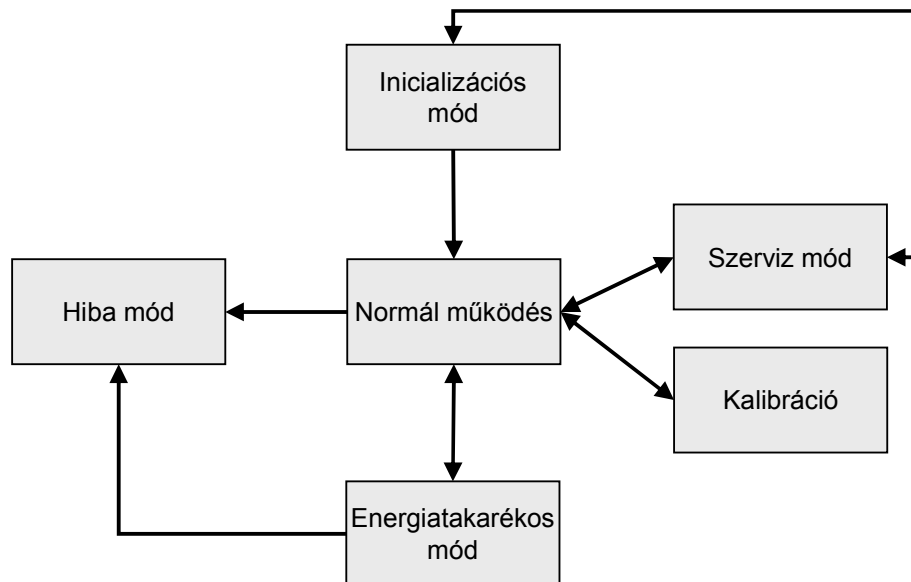 Inicializációs
mód
Szerviz mód
Hiba mód
Normál működés
Kalibráció
Energiatakarékos
mód